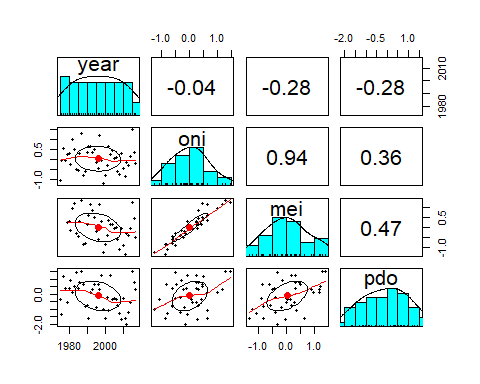 -1.0 0.0 1.0 -2.0 -0.5 1.0
year -0.04 -0.28 -0.28 1980 2010
-1.0 0.5 oni 0.94 0.36
mei 0.47 -1.0 0.5
-2.0 0.0 pdo
1980 2000 -1.0 0.0 1.0